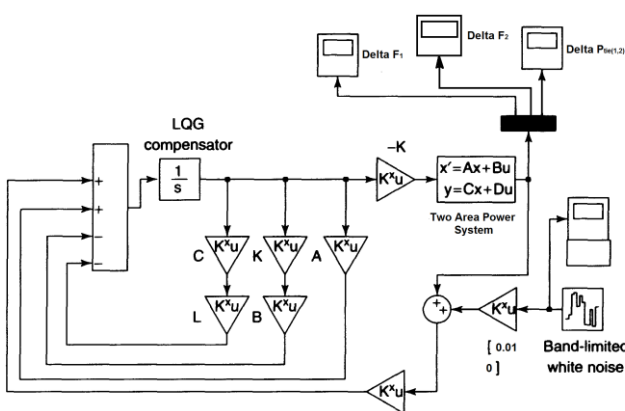 Delta F1
Delta F2
Delta Ptie(1,2)
LQG
compensator
1
s
–K
K^x u
x'=Ax+Bu
y=Cx+Du
Two Area Power
System
+
+
−
−
C
K^x u
K
K^x u
A
K^x u
L
K^x u
B
K^x u
+
+
K^x u
[ 0.01
0 ]
Band-limited
white noise
K^x u